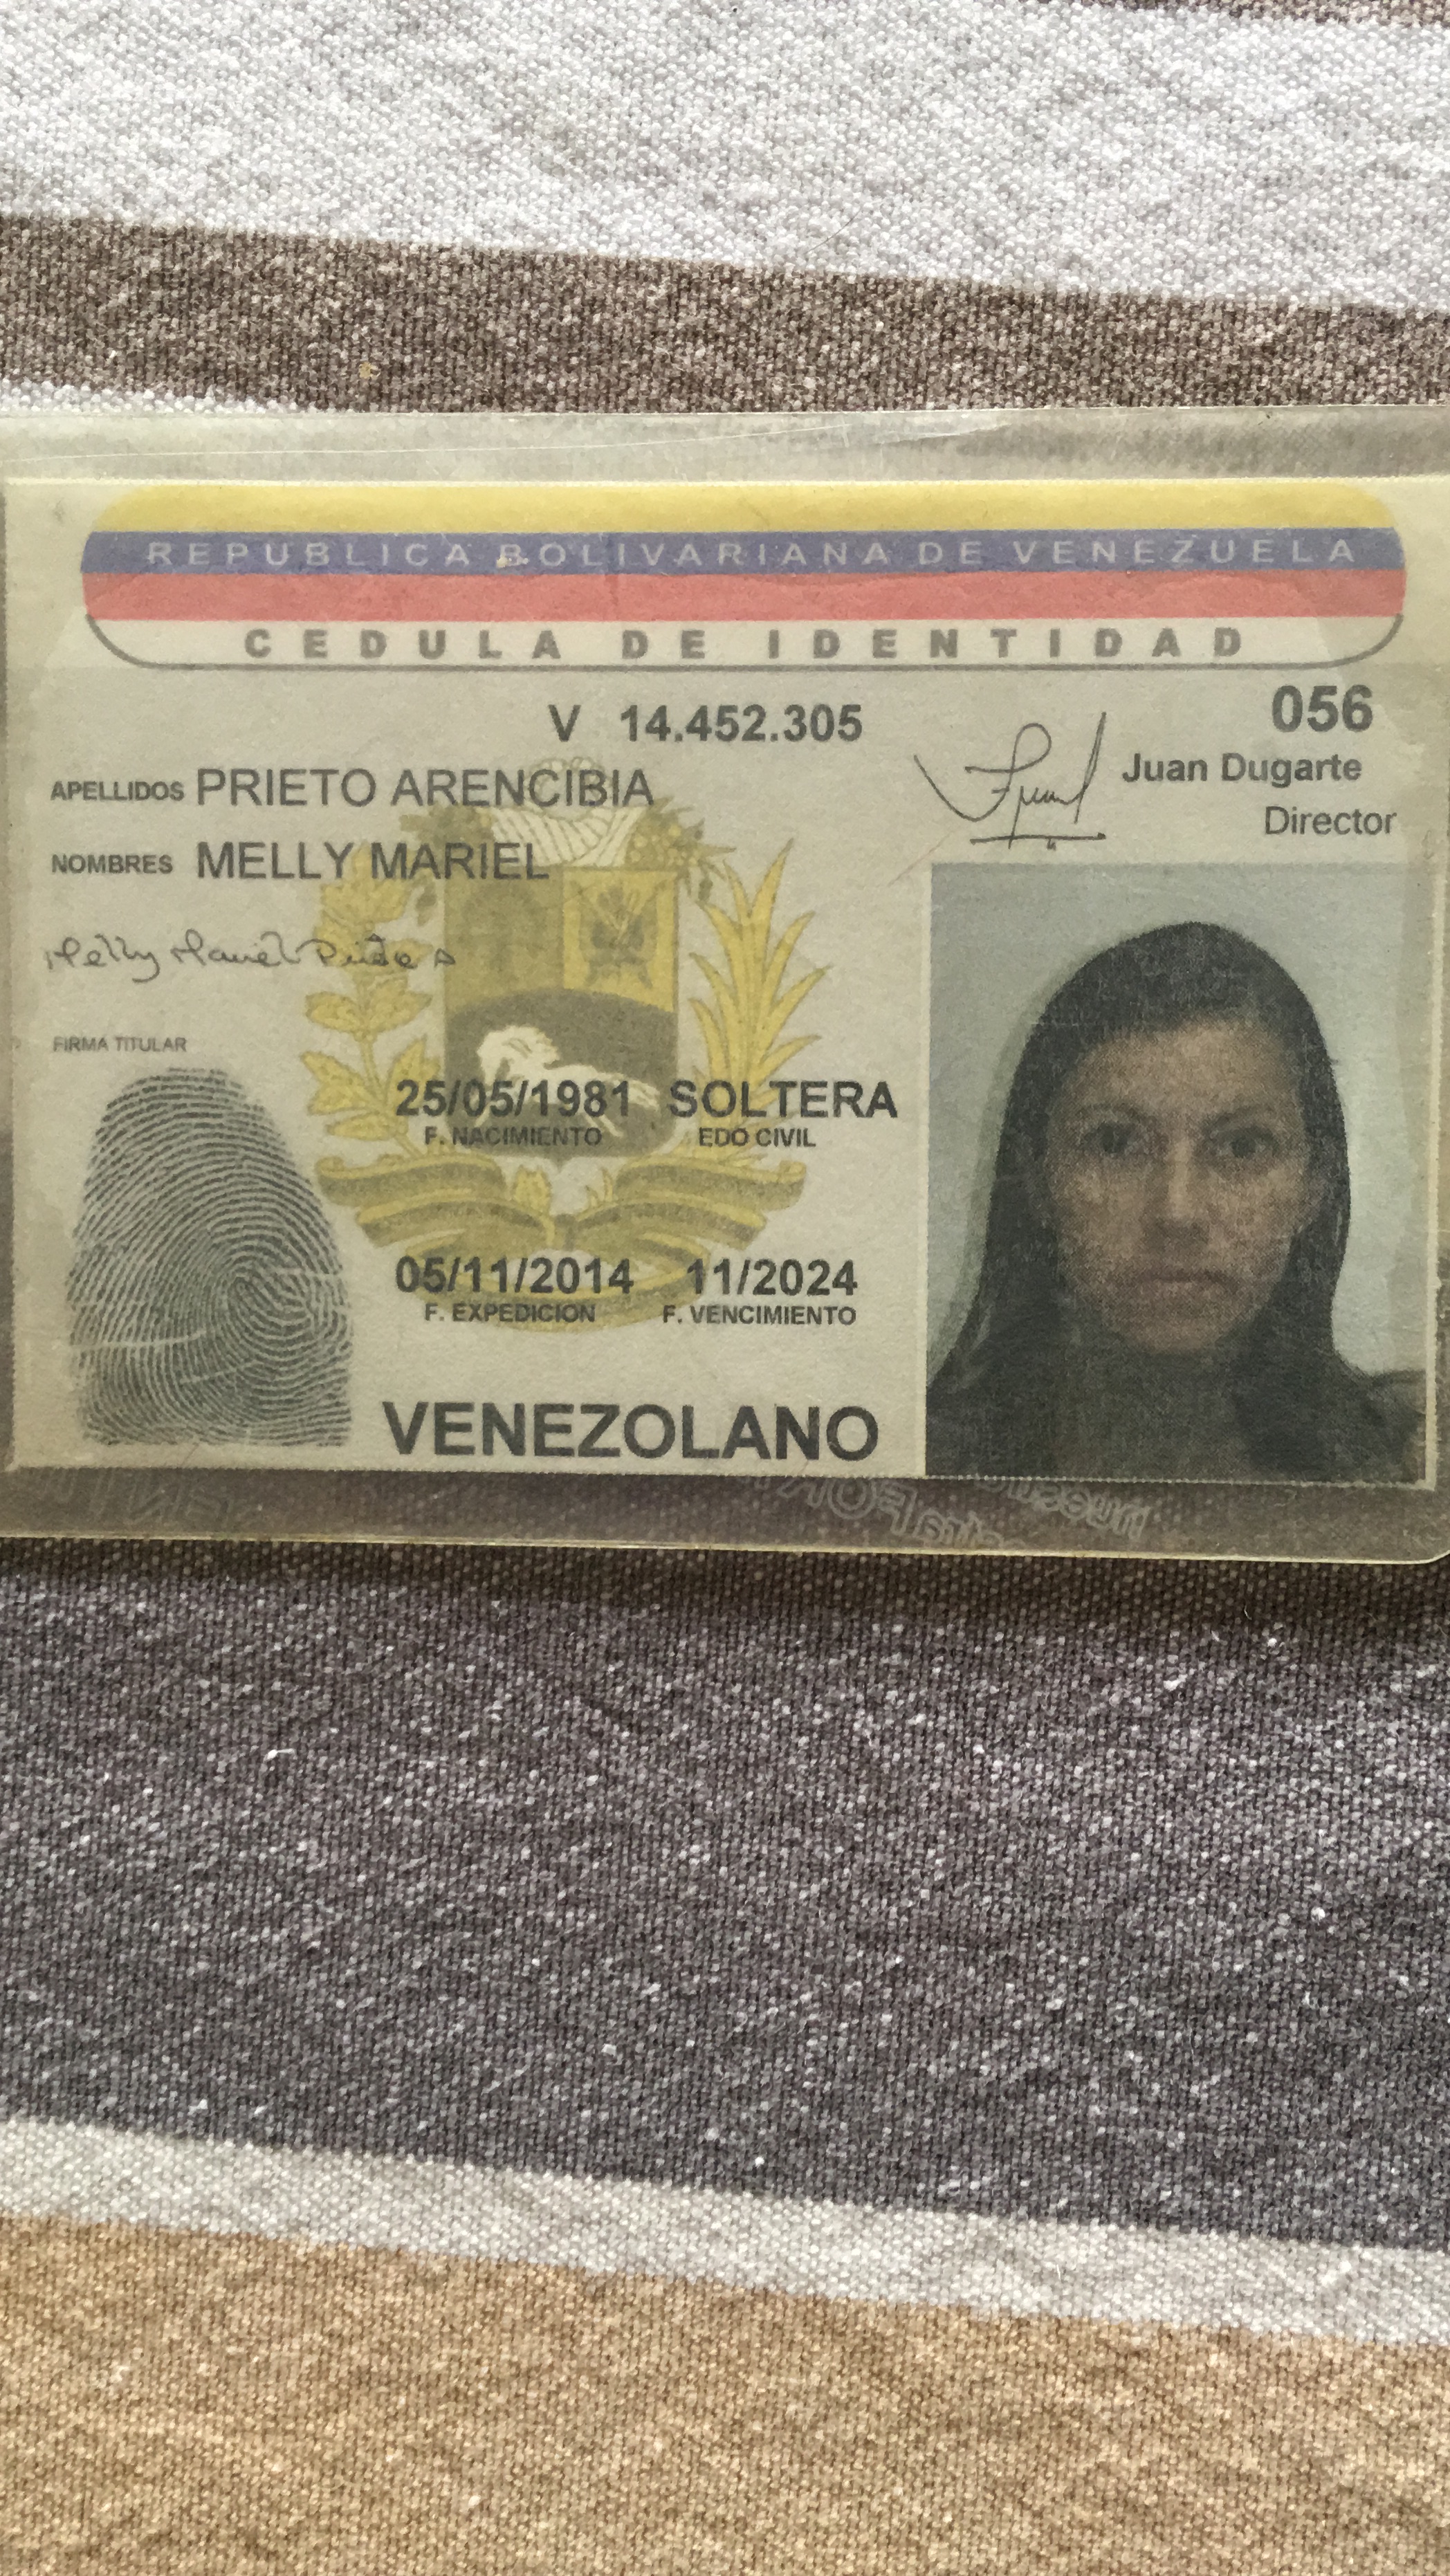 REPUBLICA BOLIVARIANA DE VENEZUELA
CEDULA DE IDENTIDAD
V 14.452.305
056
Juan Dugarte
Director
APELLIDOS PRIETO ARENCIBIA
NOMBRES MELLY MARIEL
Melly Mariel Prieto A
FIRMA TITULAR
25/05/1981 SOLTERA
F. NACIMIENTO EDO CIVIL
05/11/2014 11/2024
F. EXPEDICION F. VENCIMIENTO
VENEZOLANO